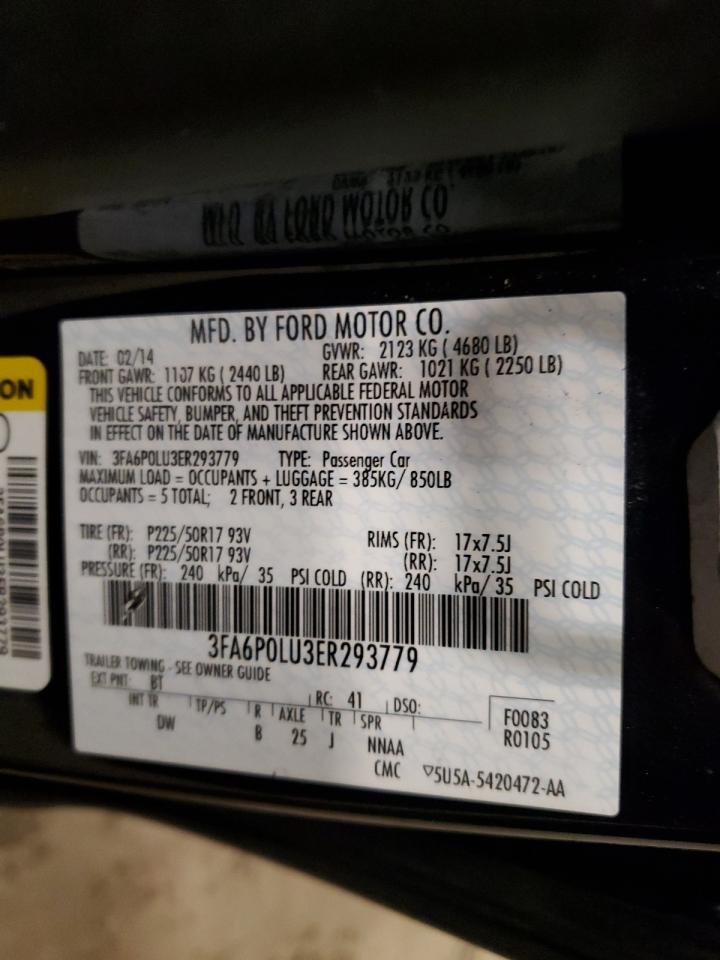 MFD. BY FORD MOTOR CO.
DATE: 02/14 GVWR: 2123 KG ( 4680 LB)
FRONT GAWR: 1107 KG ( 2440 LB) REAR GAWR: 1021 KG ( 2250 LB)
THIS VEHICLE CONFORMS TO ALL APPLICABLE FEDERAL MOTOR
VEHICLE SAFETY, BUMPER, AND THEFT PREVENTION STANDARDS
IN EFFECT ON THE DATE OF MANUFACTURE SHOWN ABOVE.
VIN: 3FA6P0LU3ER293779 TYPE: Passenger Car
MAXIMUM LOAD = OCCUPANTS + LUGGAGE = 385KG/ 850LB
OCCUPANTS = 5 TOTAL; 2 FRONT, 3 REAR
TIRE (FR): P225/50R17 93V RIMS (FR): 17x7.5J
(RR): P225/50R17 93V (RR): 17x7.5J
PRESSURE (FR): 240 kPa/ 35 PSI COLD (RR): 240 kPa/ 35 PSI COLD
3FA6P0LU3ER293779
TRAILER TOWING - SEE OWNER GUIDE
EXT PNT: BT RC: 41 DSO:
INT TR TP/PS R AXLE TR SPR F0083
DW B 25 J NNAA R0105
CMC ▽5U5A-5420472-AA
ON